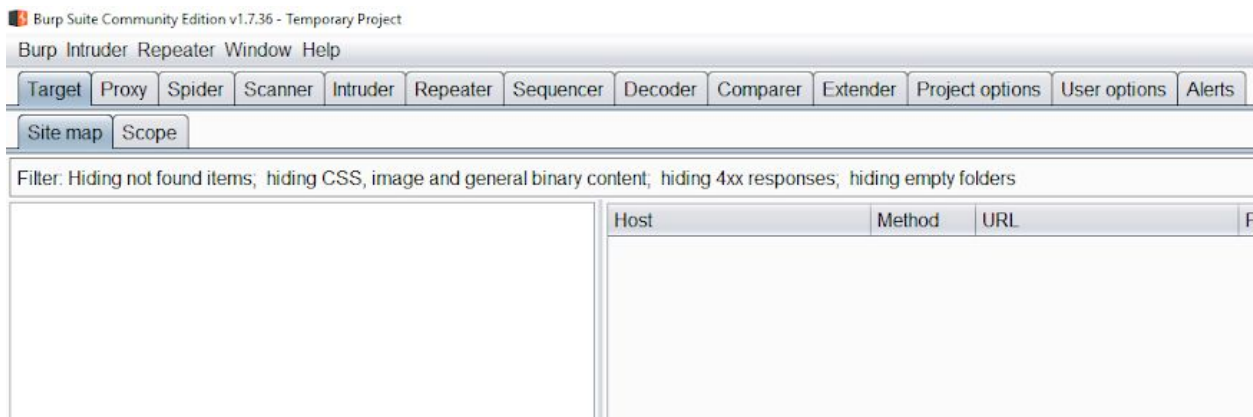 Burp Suite Community Edition v1.7.36 - Temporary Project
Burp Intruder Repeater Window Help
Target Proxy Spider Scanner Intruder Repeater Sequencer Decoder Comparer Extender Project options User options Alerts
Site map Scope
Filter: Hiding not found items; hiding CSS, image and general binary content; hiding 4xx responses; hiding empty folders
Host Method URL